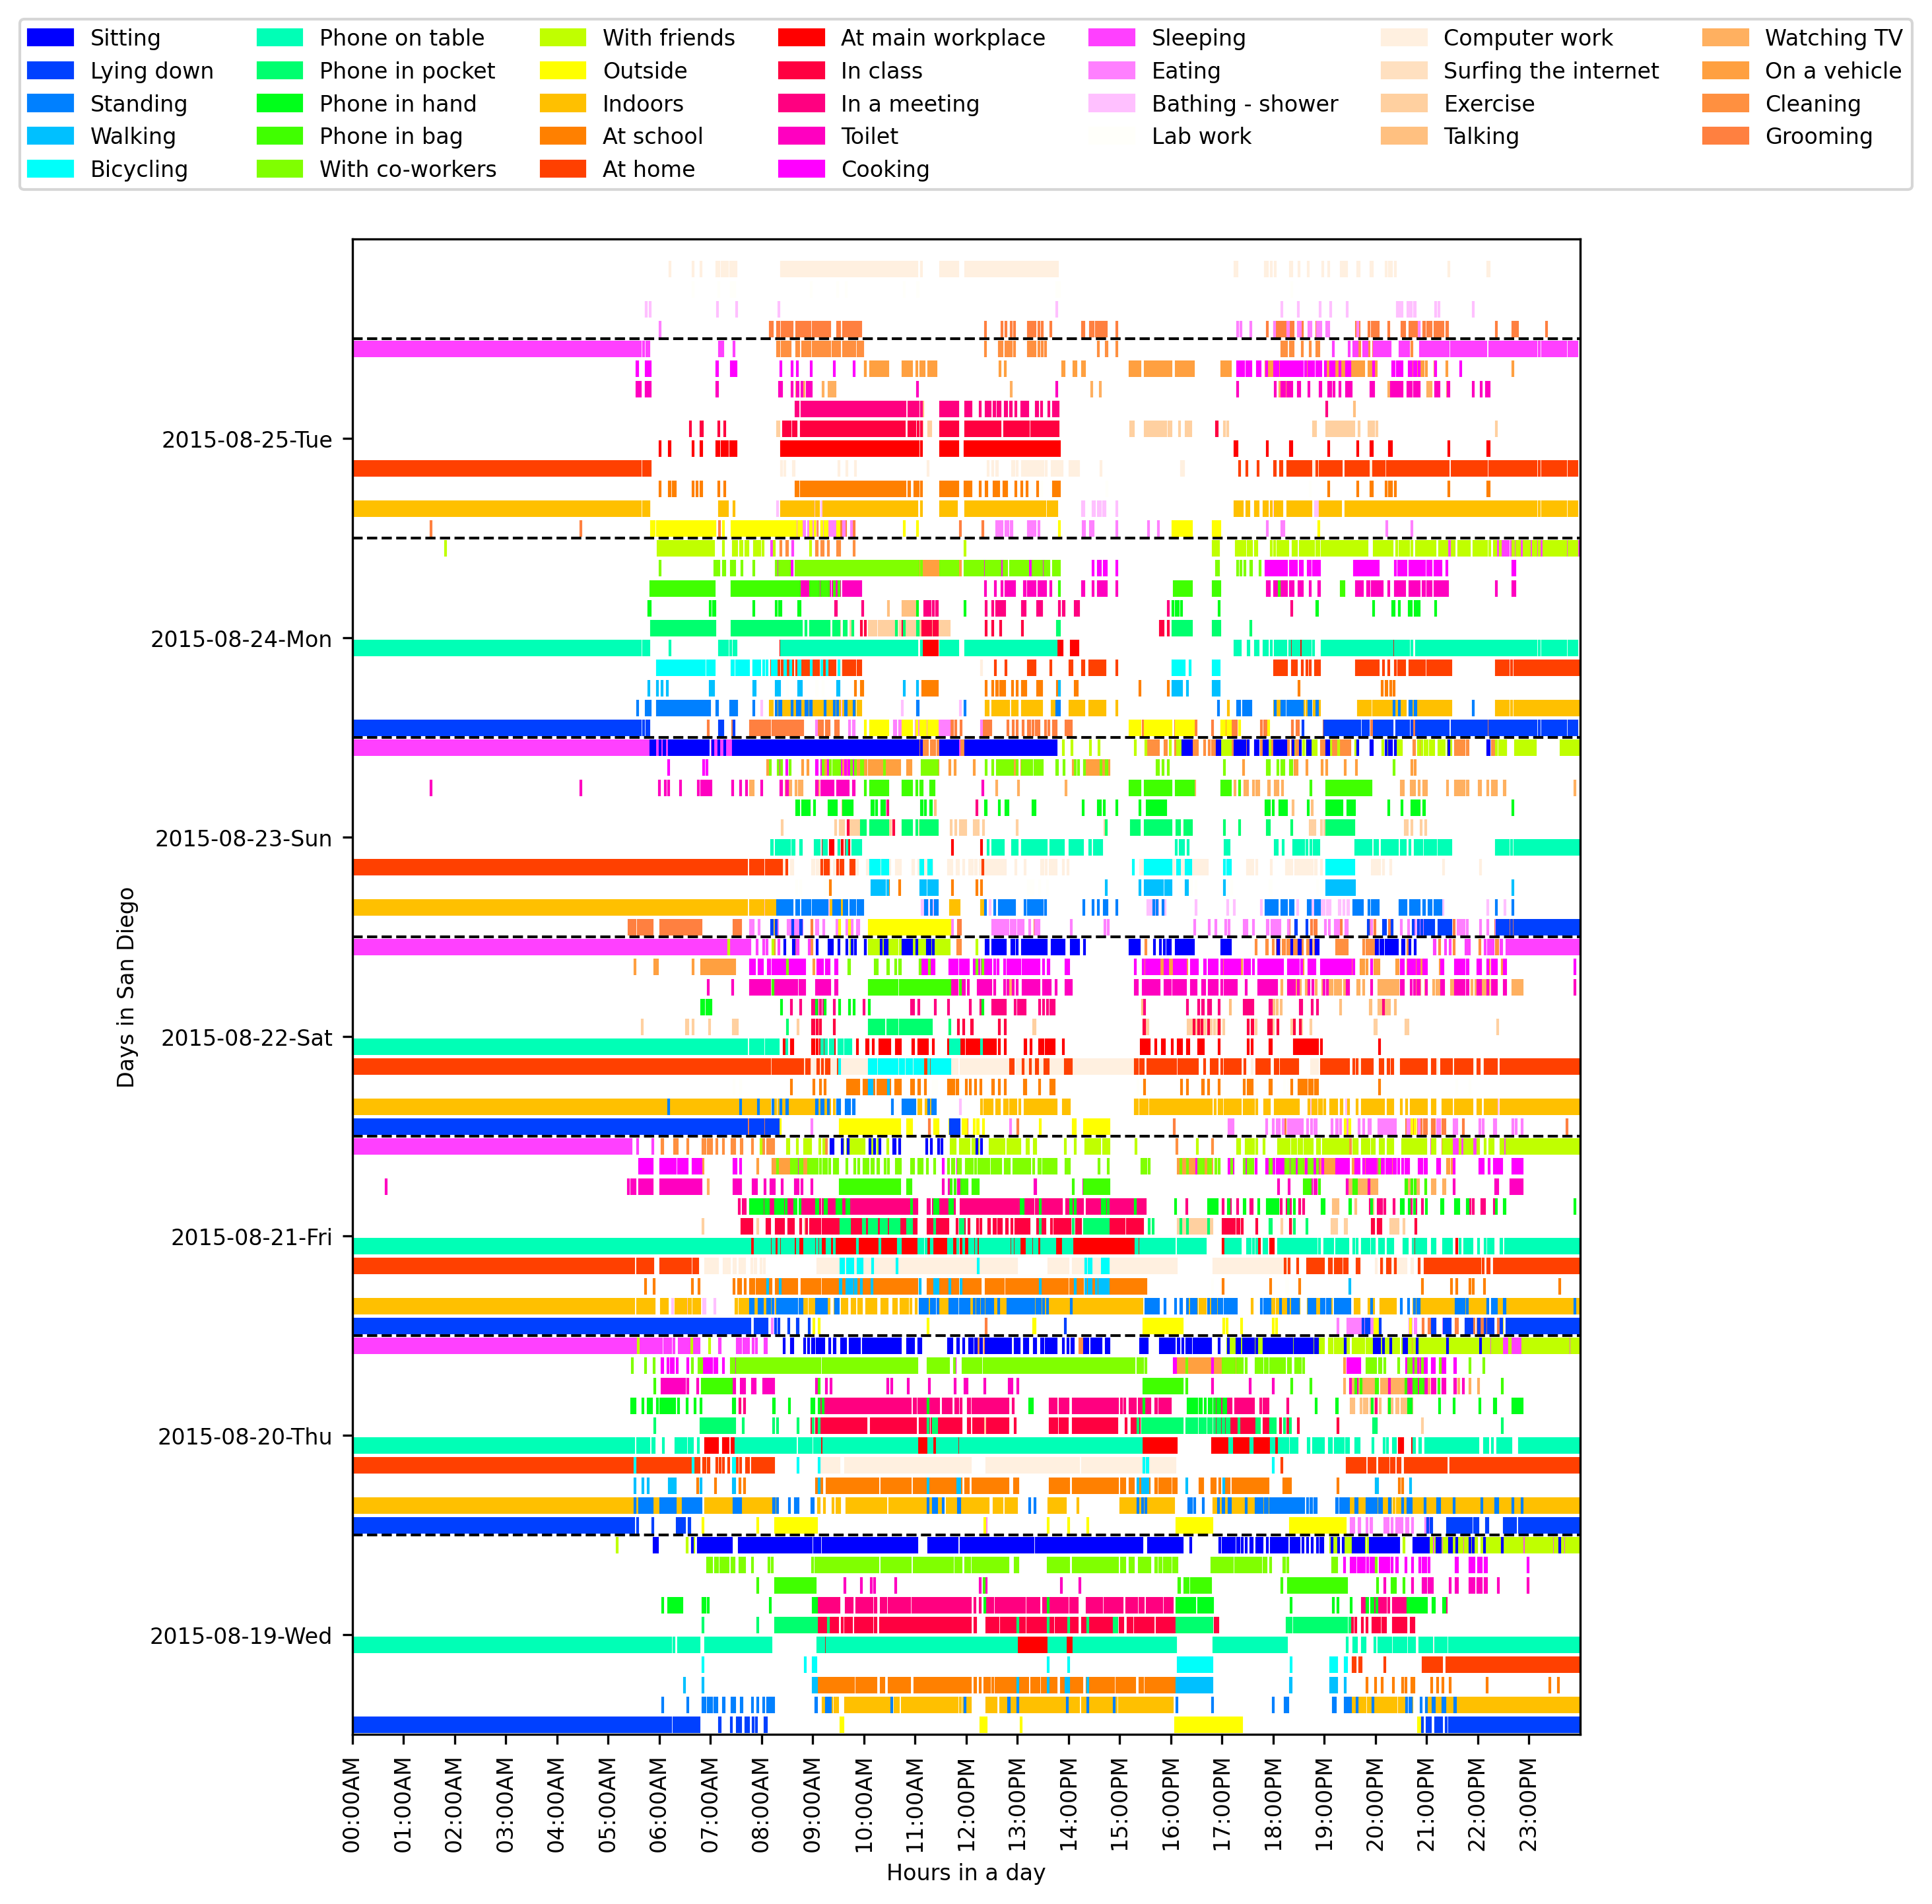 Sitting
Lying down
Standing
Walking
Bicycling
Phone on table
Phone in pocket
Phone in hand
Phone in bag
With co-workers
With friends
Outside
Indoors
At school
At home
At main workplace
In class
In a meeting
Toilet
Cooking
Sleeping
Eating
Bathing - shower
Lab work
Computer work
Surfing the internet
Exercise
Talking
Watching TV
On a vehicle
Cleaning
Grooming
Days in San Diego
2015-08-25-Tue
2015-08-24-Mon
2015-08-23-Sun
2015-08-22-Sat
2015-08-21-Fri
2015-08-20-Thu
2015-08-19-Wed
00:00AM
01:00AM
02:00AM
03:00AM
04:00AM
05:00AM
06:00AM
07:00AM
08:00AM
09:00AM
10:00AM
11:00AM
12:00PM
13:00PM
14:00PM
15:00PM
16:00PM
17:00PM
18:00PM
19:00PM
20:00PM
21:00PM
22:00PM
23:00PM
Hours in a day